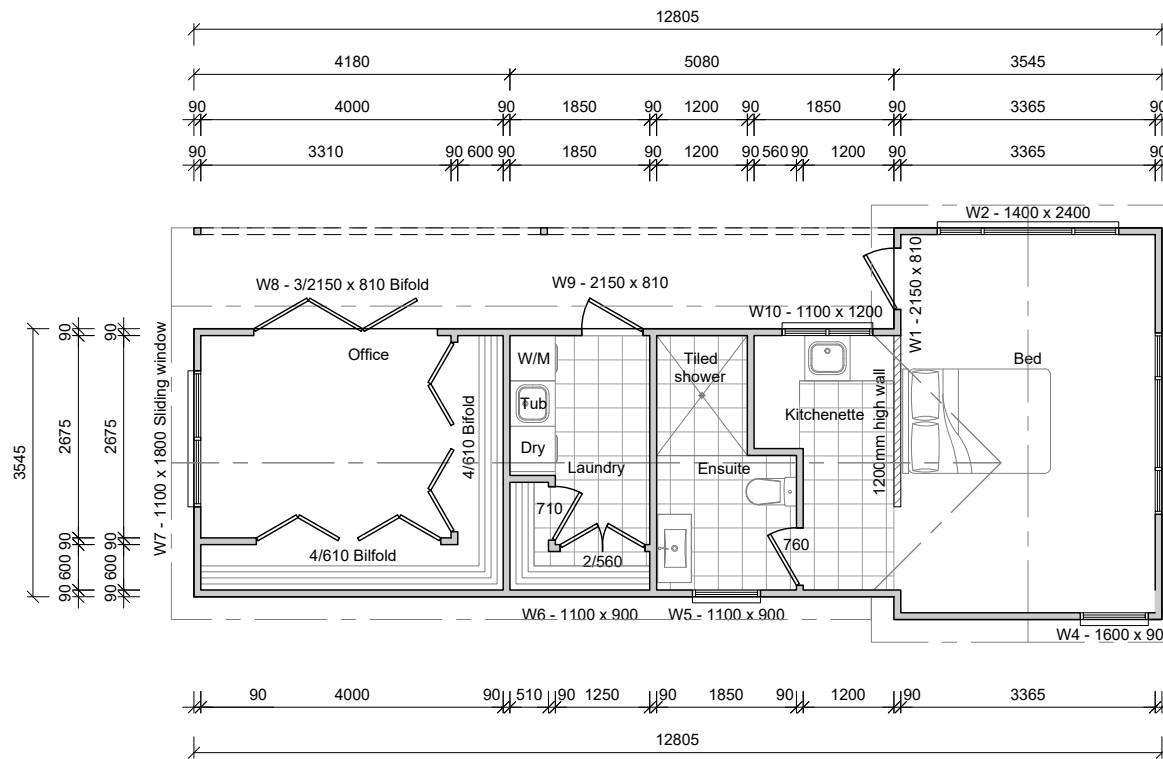 12805
4180 5080 3545
90 4000 90 1850 90 1200 90 1850 90 3365 90
90 3310 90 600 90 1850 90 1200 90 560 90 1200 90 3365 90
W2 - 1400 x 2400
W1 - 2150 x 810
W8 - 3/2150 x 810 Bifold
W9 - 2150 x 810
W10 - 1100 x 1200
3545
90 2675 90 600 90
90 2675 90 600 90
W7 - 1100 x 1800 Sliding window
Office
4/610 Bifold
4/610 Bilfold
W/M
Tub
Dry
Laundry
710
2/560
Tiled
shower
Ensuite
Kitchenette
760
1200mm high wall
Bed
W6 - 1100 x 900
W5 - 1100 x 900
W4 - 1600 x 90
90 4000 90 510 90 1250 90 1850 90 1200 90 3365
12805